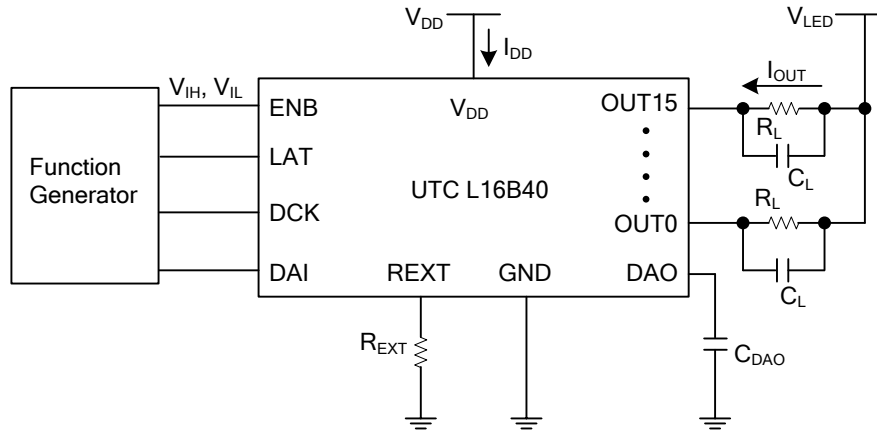 VDD
VLED
IDD
VIH, VIL
IOUT
ENB
VDD
OUT15
RL
CL
Function
Generator
LAT
UTC L16B40
DCK
OUT0
RL
CL
DAI
REXT
GND
DAO
REXT
CDAO